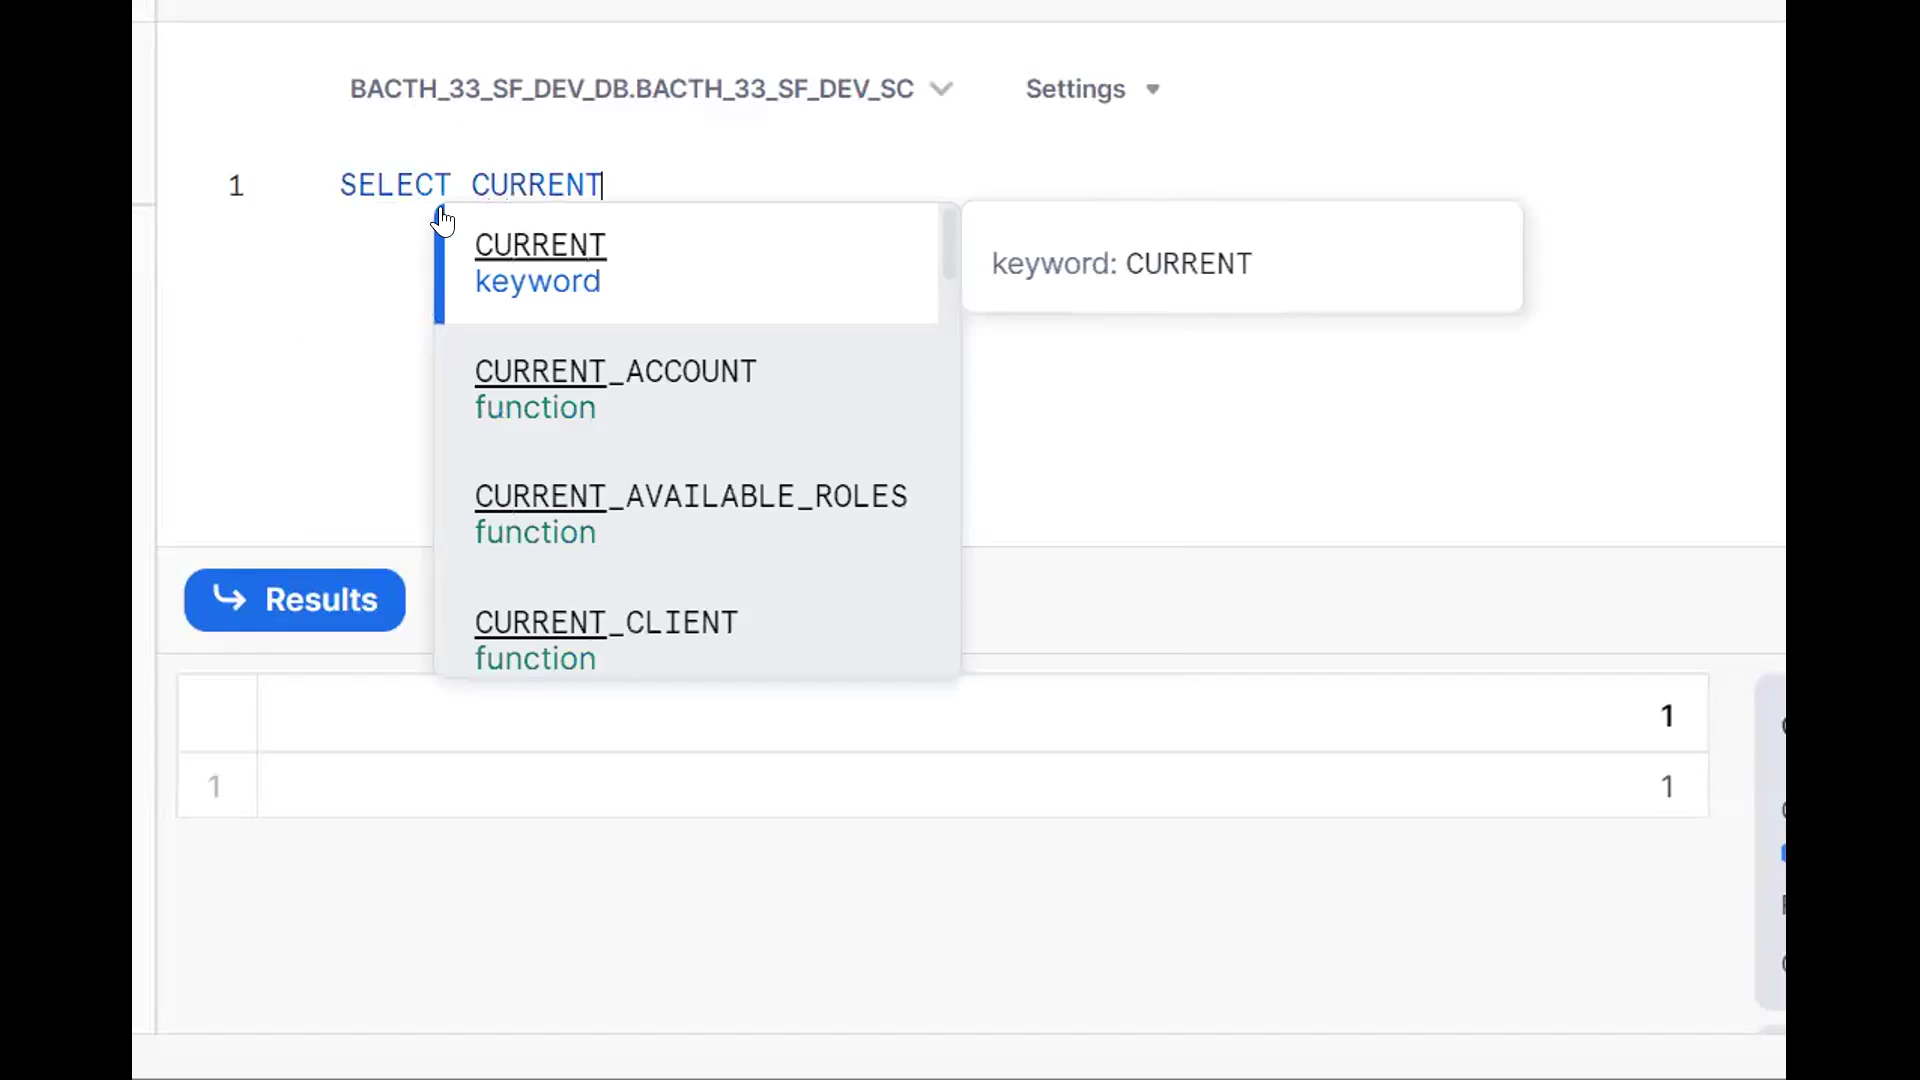 BACTH_33_SF_DEV_DB.BACTH_33_SF_DEV_SC Settings
1 SELECT CURRENT
CURRENT
keyword
keyword: CURRENT
CURRENT_ACCOUNT
function
CURRENT_AVAILABLE_ROLES
function
CURRENT_CLIENT
function
Results
1
1 1